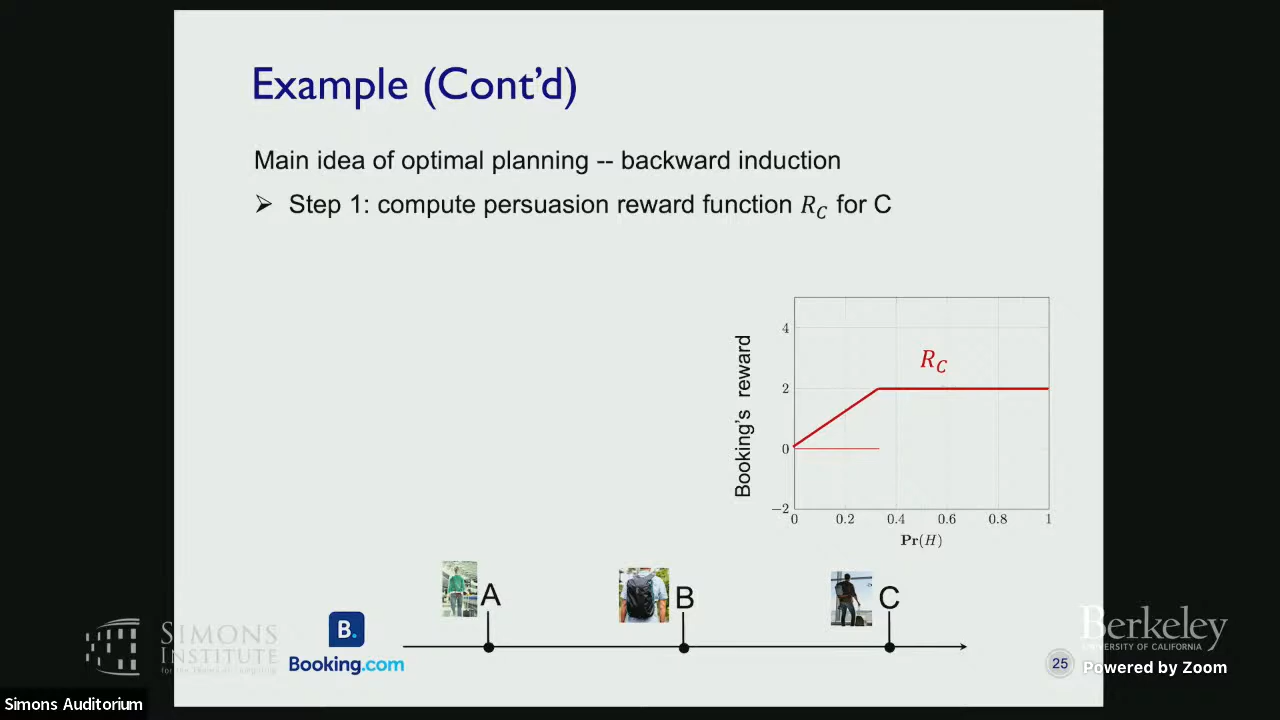 Example (Cont'd)
Main idea of optimal planning -- backward induction
➢ Step 1: compute persuasion reward function R_C for C
4
R_C
2
0
−2
Booking's reward
0 0.2 0.4 0.6 0.8 1
Pr(H)
A B C
B.
Booking.com
SIMONS
INSTITUTE
for the Theory of Computing
Berkeley
UNIVERSITY OF CALIFORNIA
25
Powered by Zoom
Simons Auditorium